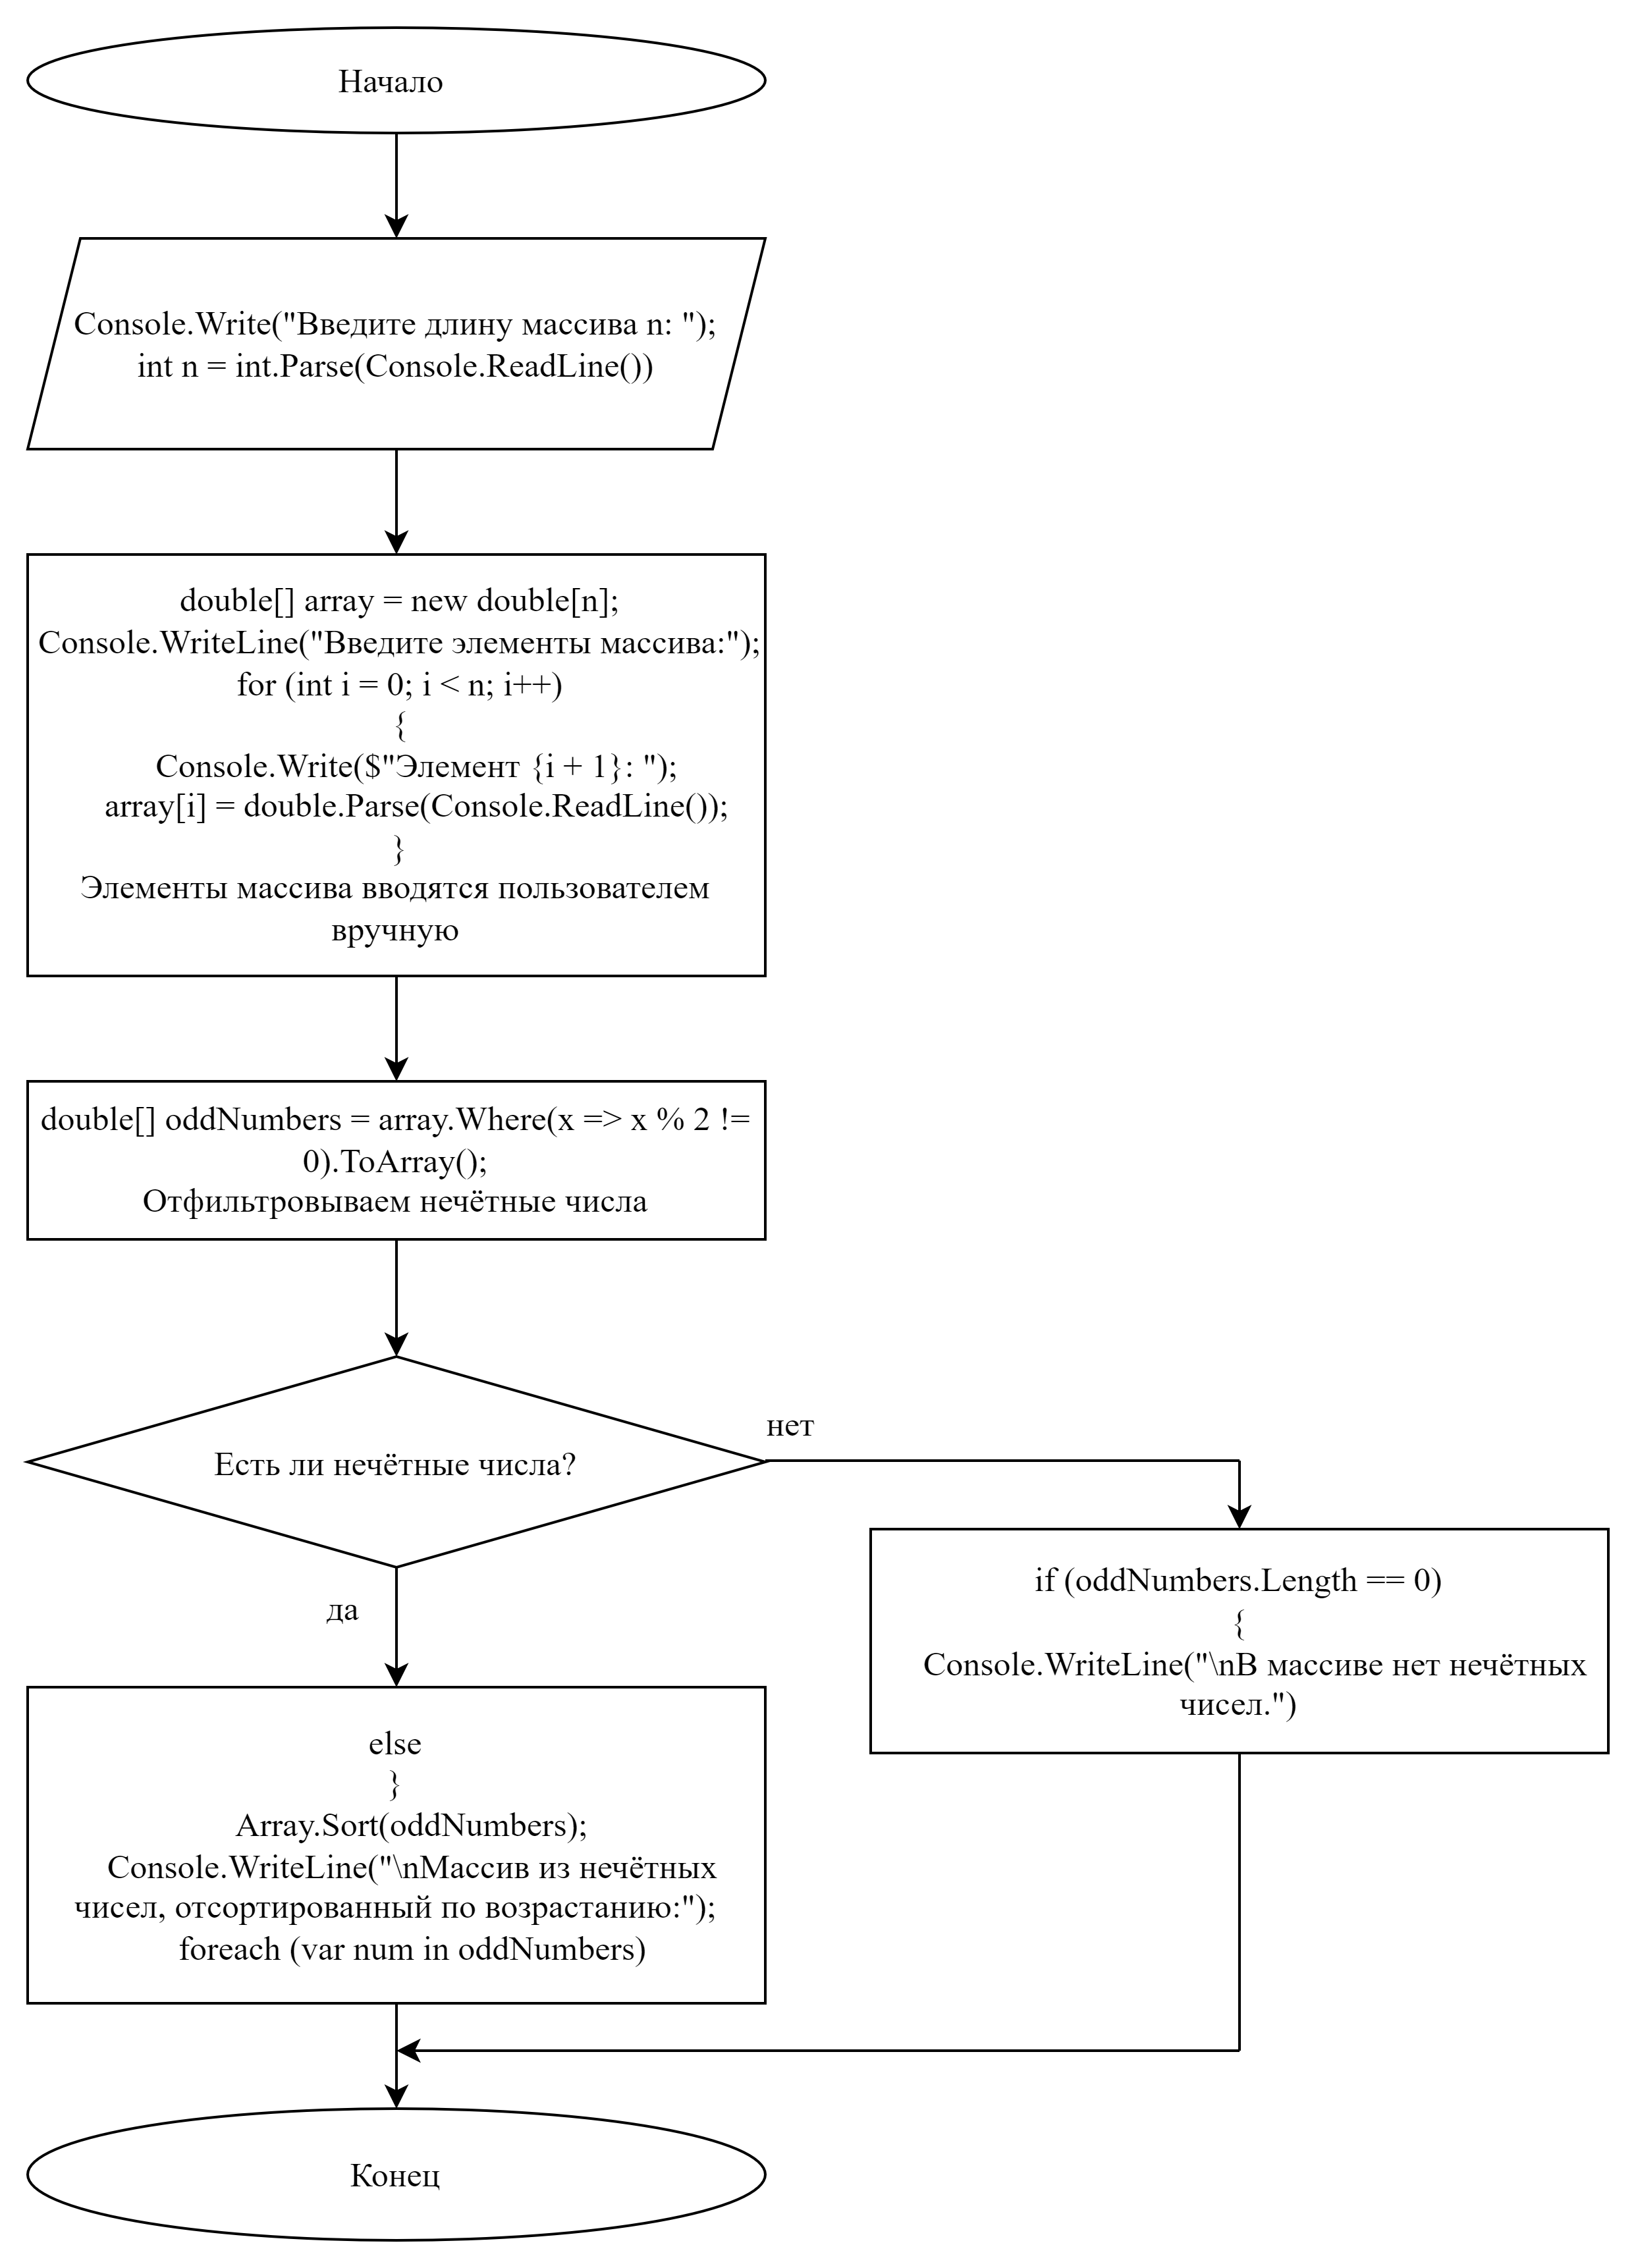 Начало
Console.Write("Введите длину массива n: ");
int n = int.Parse(Console.ReadLine())
double[] array = new double[n];
Console.WriteLine("Введите элементы массива:");
for (int i = 0; i < n; i++)
{
Console.Write($"Элемент {i + 1}: ");
array[i] = double.Parse(Console.ReadLine());
}
Элементы массива вводятся пользователем
вручную
double[] oddNumbers = array.Where(x => x % 2 !=
0).ToArray();
Отфильтровываем нечётные числа
Есть ли нечётные числа?
нет
да
if (oddNumbers.Length == 0)
{
Console.WriteLine("\nВ массиве нет нечётных
чисел.")
else
}
Array.Sort(oddNumbers);
Console.WriteLine("\nМассив из нечётных
чисел, отсортированный по возрастанию:");
foreach (var num in oddNumbers)
Конец